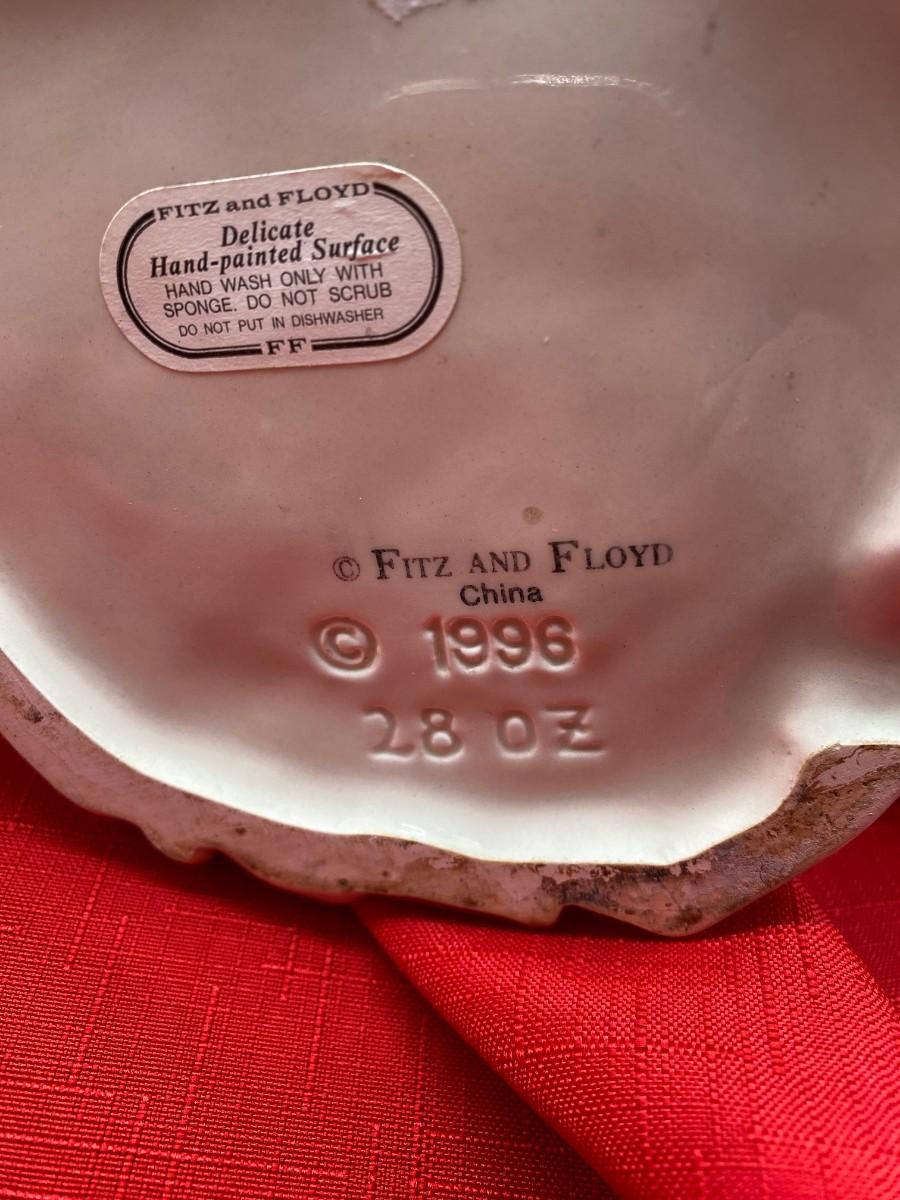 FITZ and FLOYD
Delicate
Hand-painted Surface
HAND WASH ONLY WITH
SPONGE. DO NOT SCRUB
DO NOT PUT IN DISHWASHER
FF
© FITZ AND FLOYD
China
© 1996
28 OZ